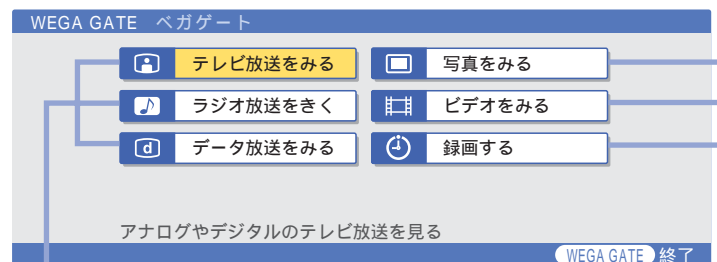 WEGA GATE ベガゲート
テレビ放送をみる 写真をみる
ラジオ放送をきく ビデオをみる
d データ放送をみる 録画する
アナログやデジタルのテレビ放送を見る
WEGA GATE 終了